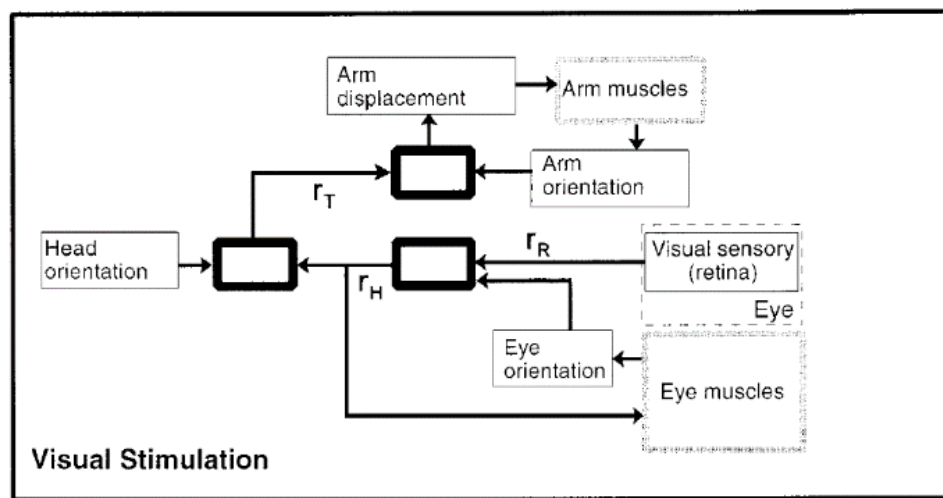 Arm
displacement
Arm muscles
Arm
orientation
r_T
Head
orientation
r_H
r_R
Visual sensory
(retina)
Eye
Eye
orientation
Eye muscles
Visual Stimulation